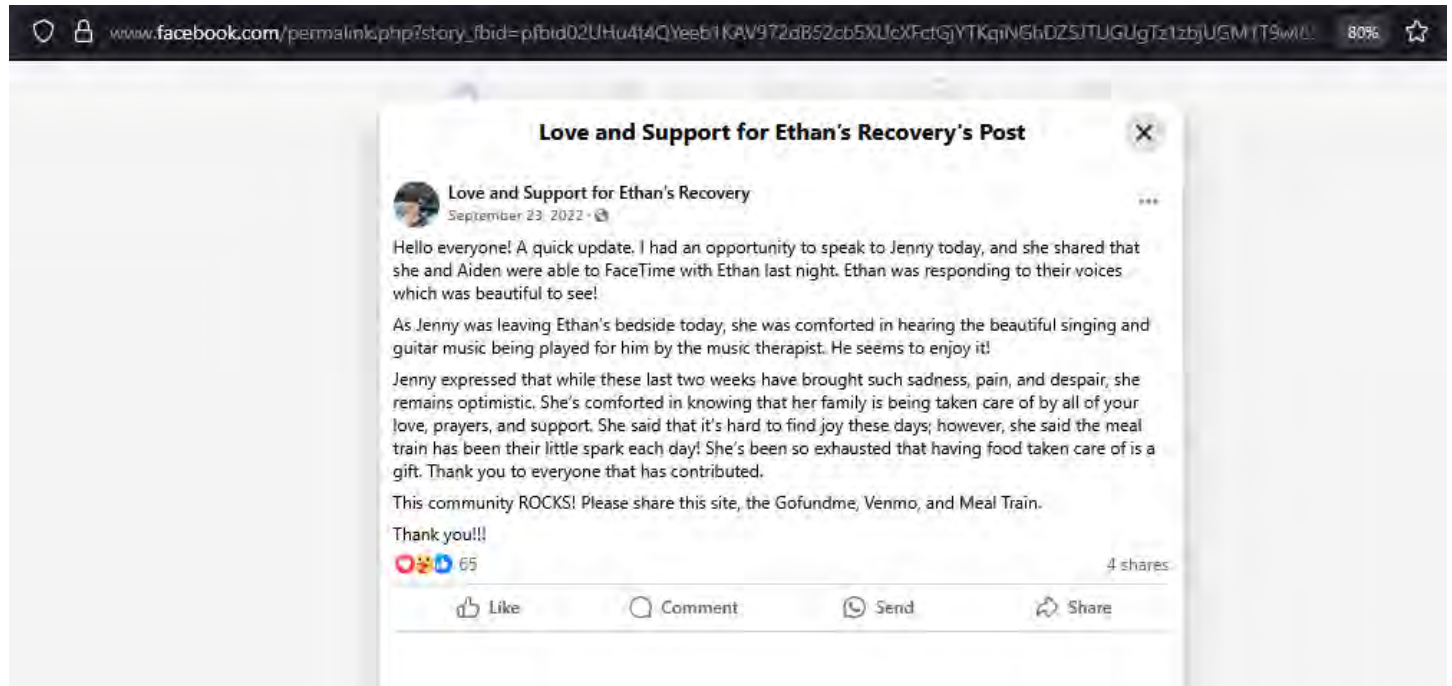 www.facebook.com/permalink.php?story_fbid=
80%
Love and Support for Ethan's Recovery's Post
Love and Support for Ethan's Recovery
September 23, 2022 ·
Hello everyone! A quick update. I had an opportunity to speak to Jenny today, and she shared that
she and Aiden were able to FaceTime with Ethan last night. Ethan was responding to their voices
which was beautiful to see!
As Jenny was leaving Ethan's bedside today, she was comforted in hearing the beautiful singing and
guitar music being played for him by the music therapist. He seems to enjoy it!
Jenny expressed that while these last two weeks have brought such sadness, pain, and despair, she
remains optimistic. She's comforted in knowing that her family is being taken care of by all of your
love, prayers, and support. She said that it's hard to find joy these days; however, she said the meal
train has been their little spark each day! She's been so exhausted that having food taken care of is a
gift. Thank you to everyone that has contributed.
This community ROCKS! Please share this site, the Gofundme, Venmo, and Meal Train.
Thank you!!!
65
4 shares
Like
Comment
Send
Share